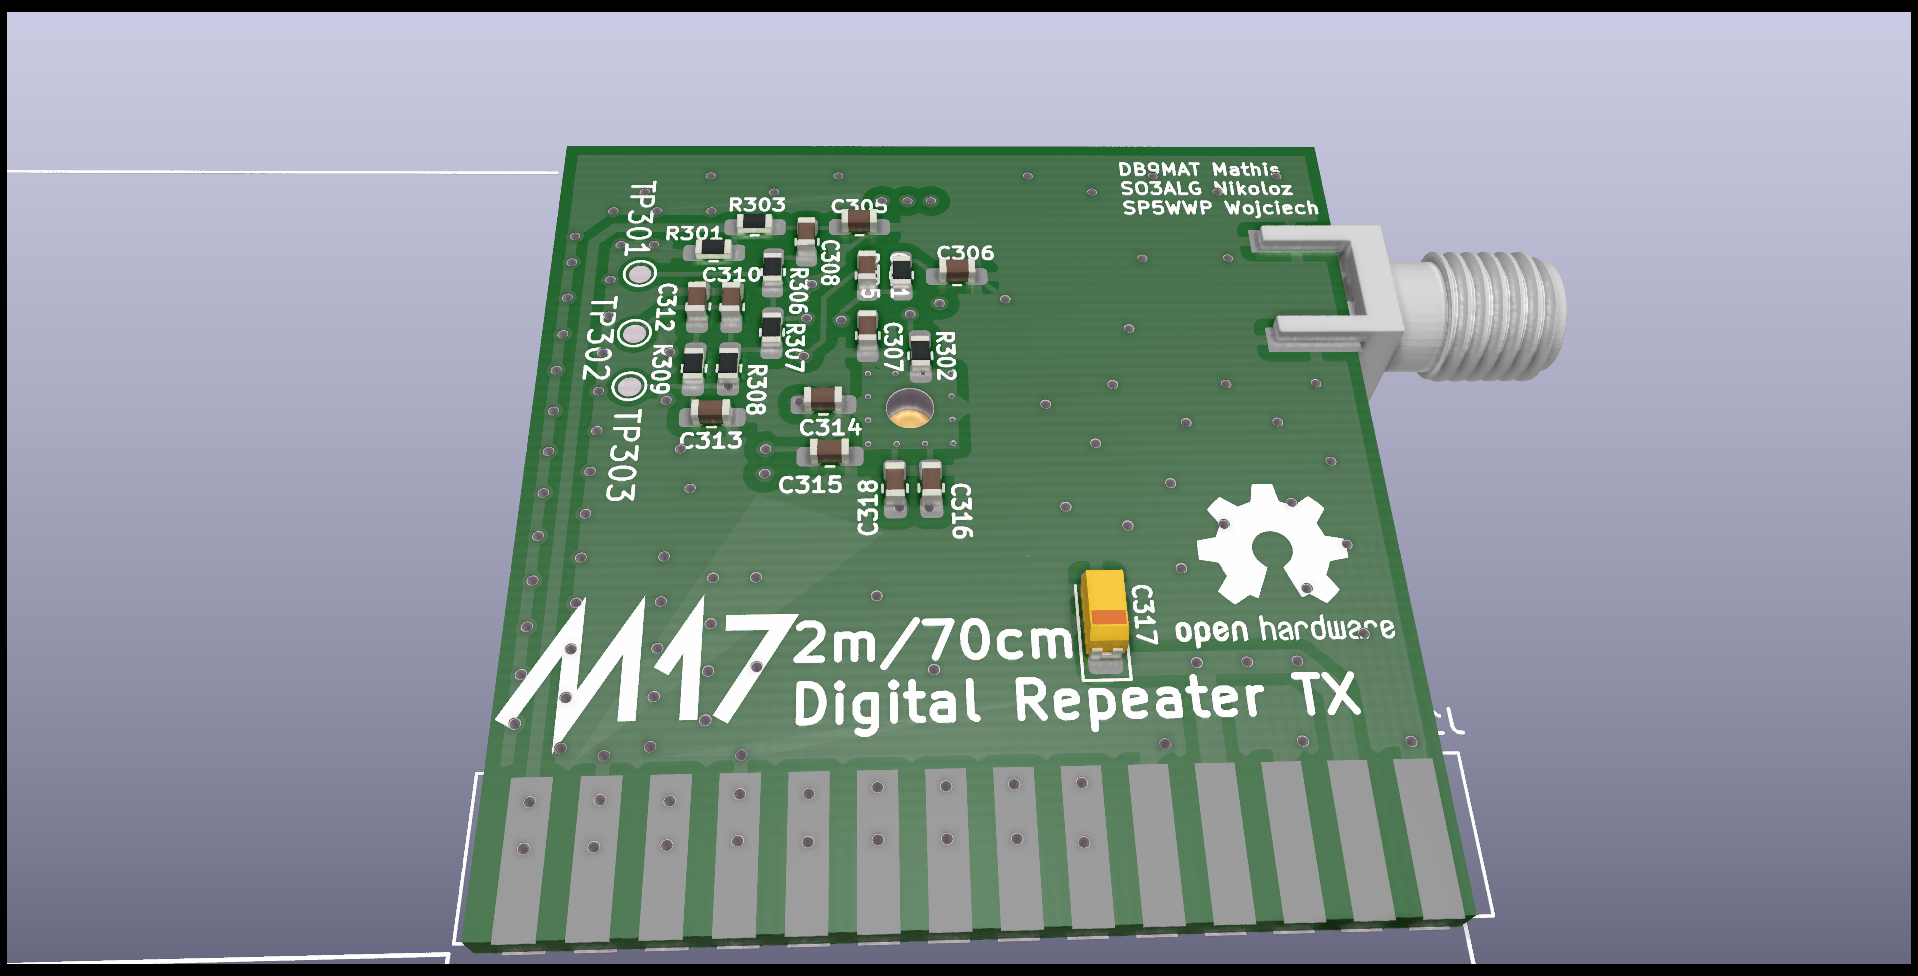 DB9MAT Mathis
SO3ALG Nikoloz
SP5WWP Wojciech
TP301
R303
C305
R301
C308
C306
C310
R306
C312
TP302
R307
C307
R302
R309
R308
C314
C313
TP303
C315
C318
C316
C317
open hardware
M17
2m/70cm
Digital Repeater TX